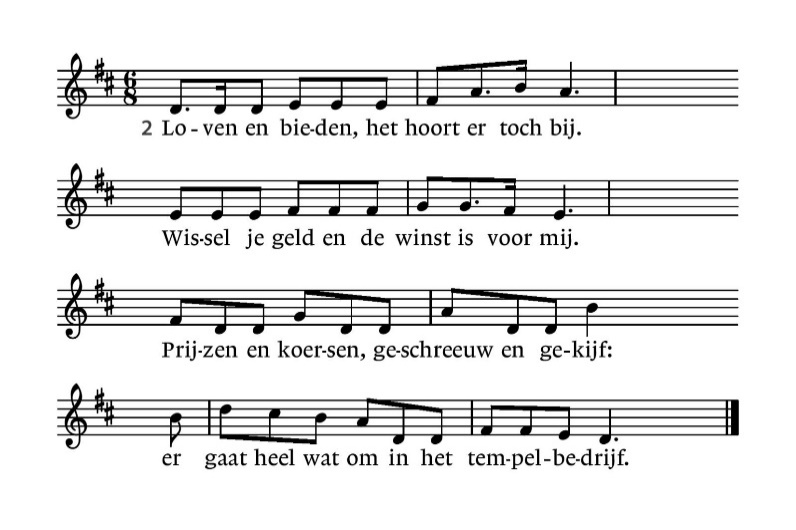 6
8
2 Lo-ven en bie-den, het hoort er toch bij.
Wis-sel je geld en de winst is voor mij.
Prij-zen en koer-sen, ge-schreeuw en ge-kijf:
er gaat heel wat om in het tem-pel-be-drijf.